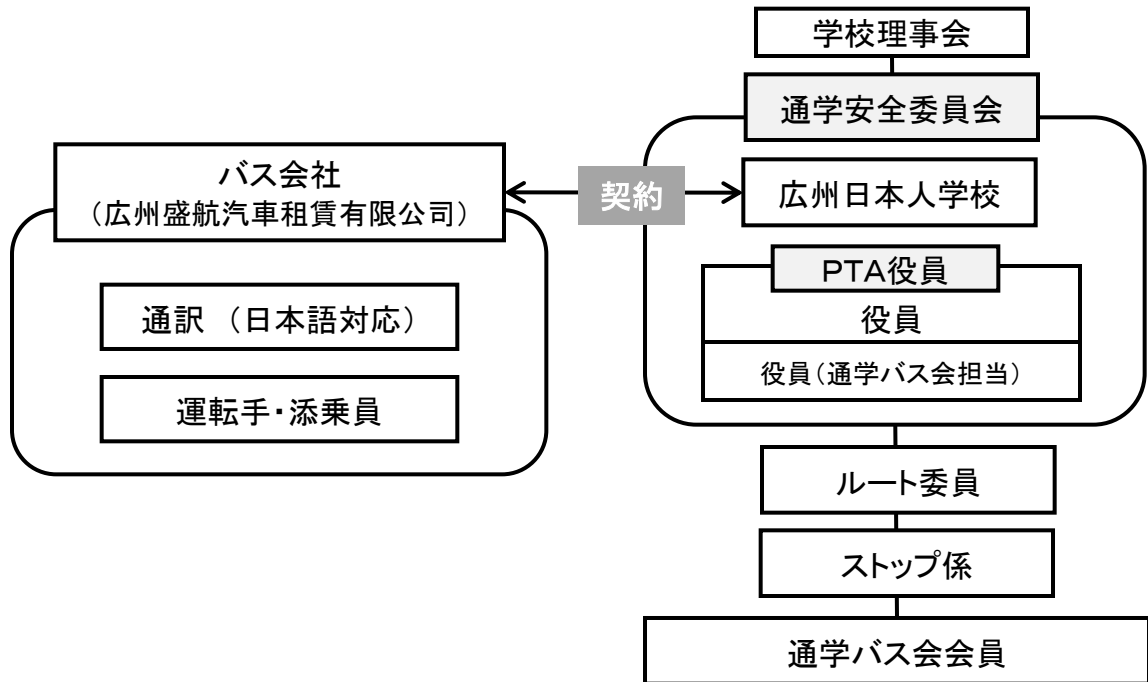 学校理事会
通学安全委員会
バス会社
（広州盛航汽車租賃有限公司）
契約
広州日本人学校
PTA役員
通訳 （日本語対応）
役員
役員（通学バス会担当）
運転手・添乗員
ルート委員
ストップ係
通学バス会会員